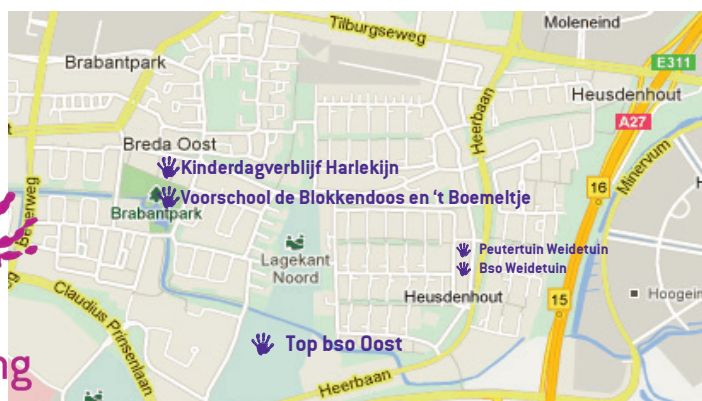 Tilburgseweg
Moleneind
Brabantpark
E311
Heusdenhout
A27
Heerbaan
Breda Oost
Minervum
Kinderdagverblijf Harlekijn
16
Voorschool de Blokkendoos en ‘t Boemeltje
Brabantpark
Peutertuin Weidetuin
Lagekant
Noord
Bso Weidetuin
Claudius Prinsenlaan
Heusdenhout
15
Hoogein
Top bso Oost
ng
Heerbaan